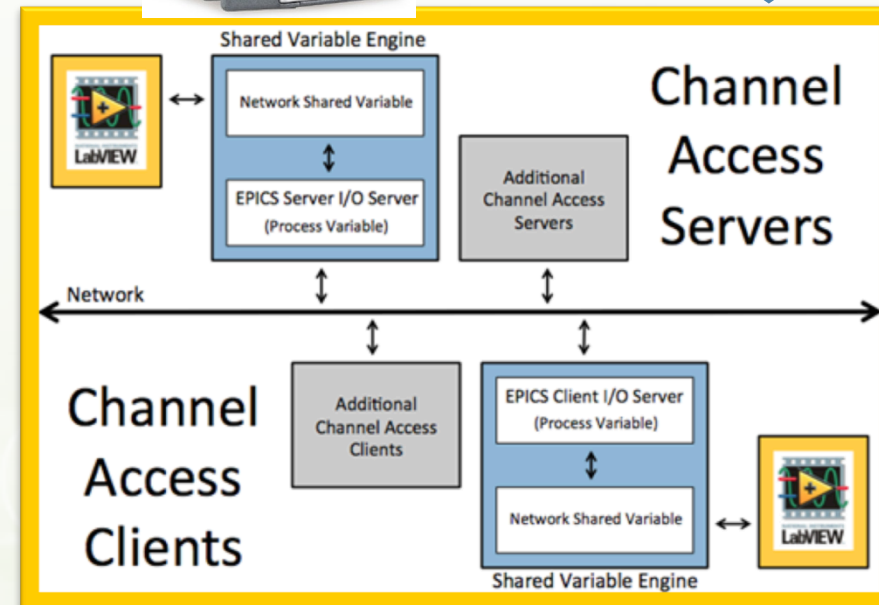 Shared Variable Engine
LabVIEW
Network Shared Variable
EPICS Server I/O Server
(Process Variable)
Additional
Channel Access
Servers
Channel
Access
Servers
Network
Channel
Access
Clients
Additional
Channel Access
Clients
EPICS Client I/O Server
(Process Variable)
Network Shared Variable
LabVIEW
Shared Variable Engine